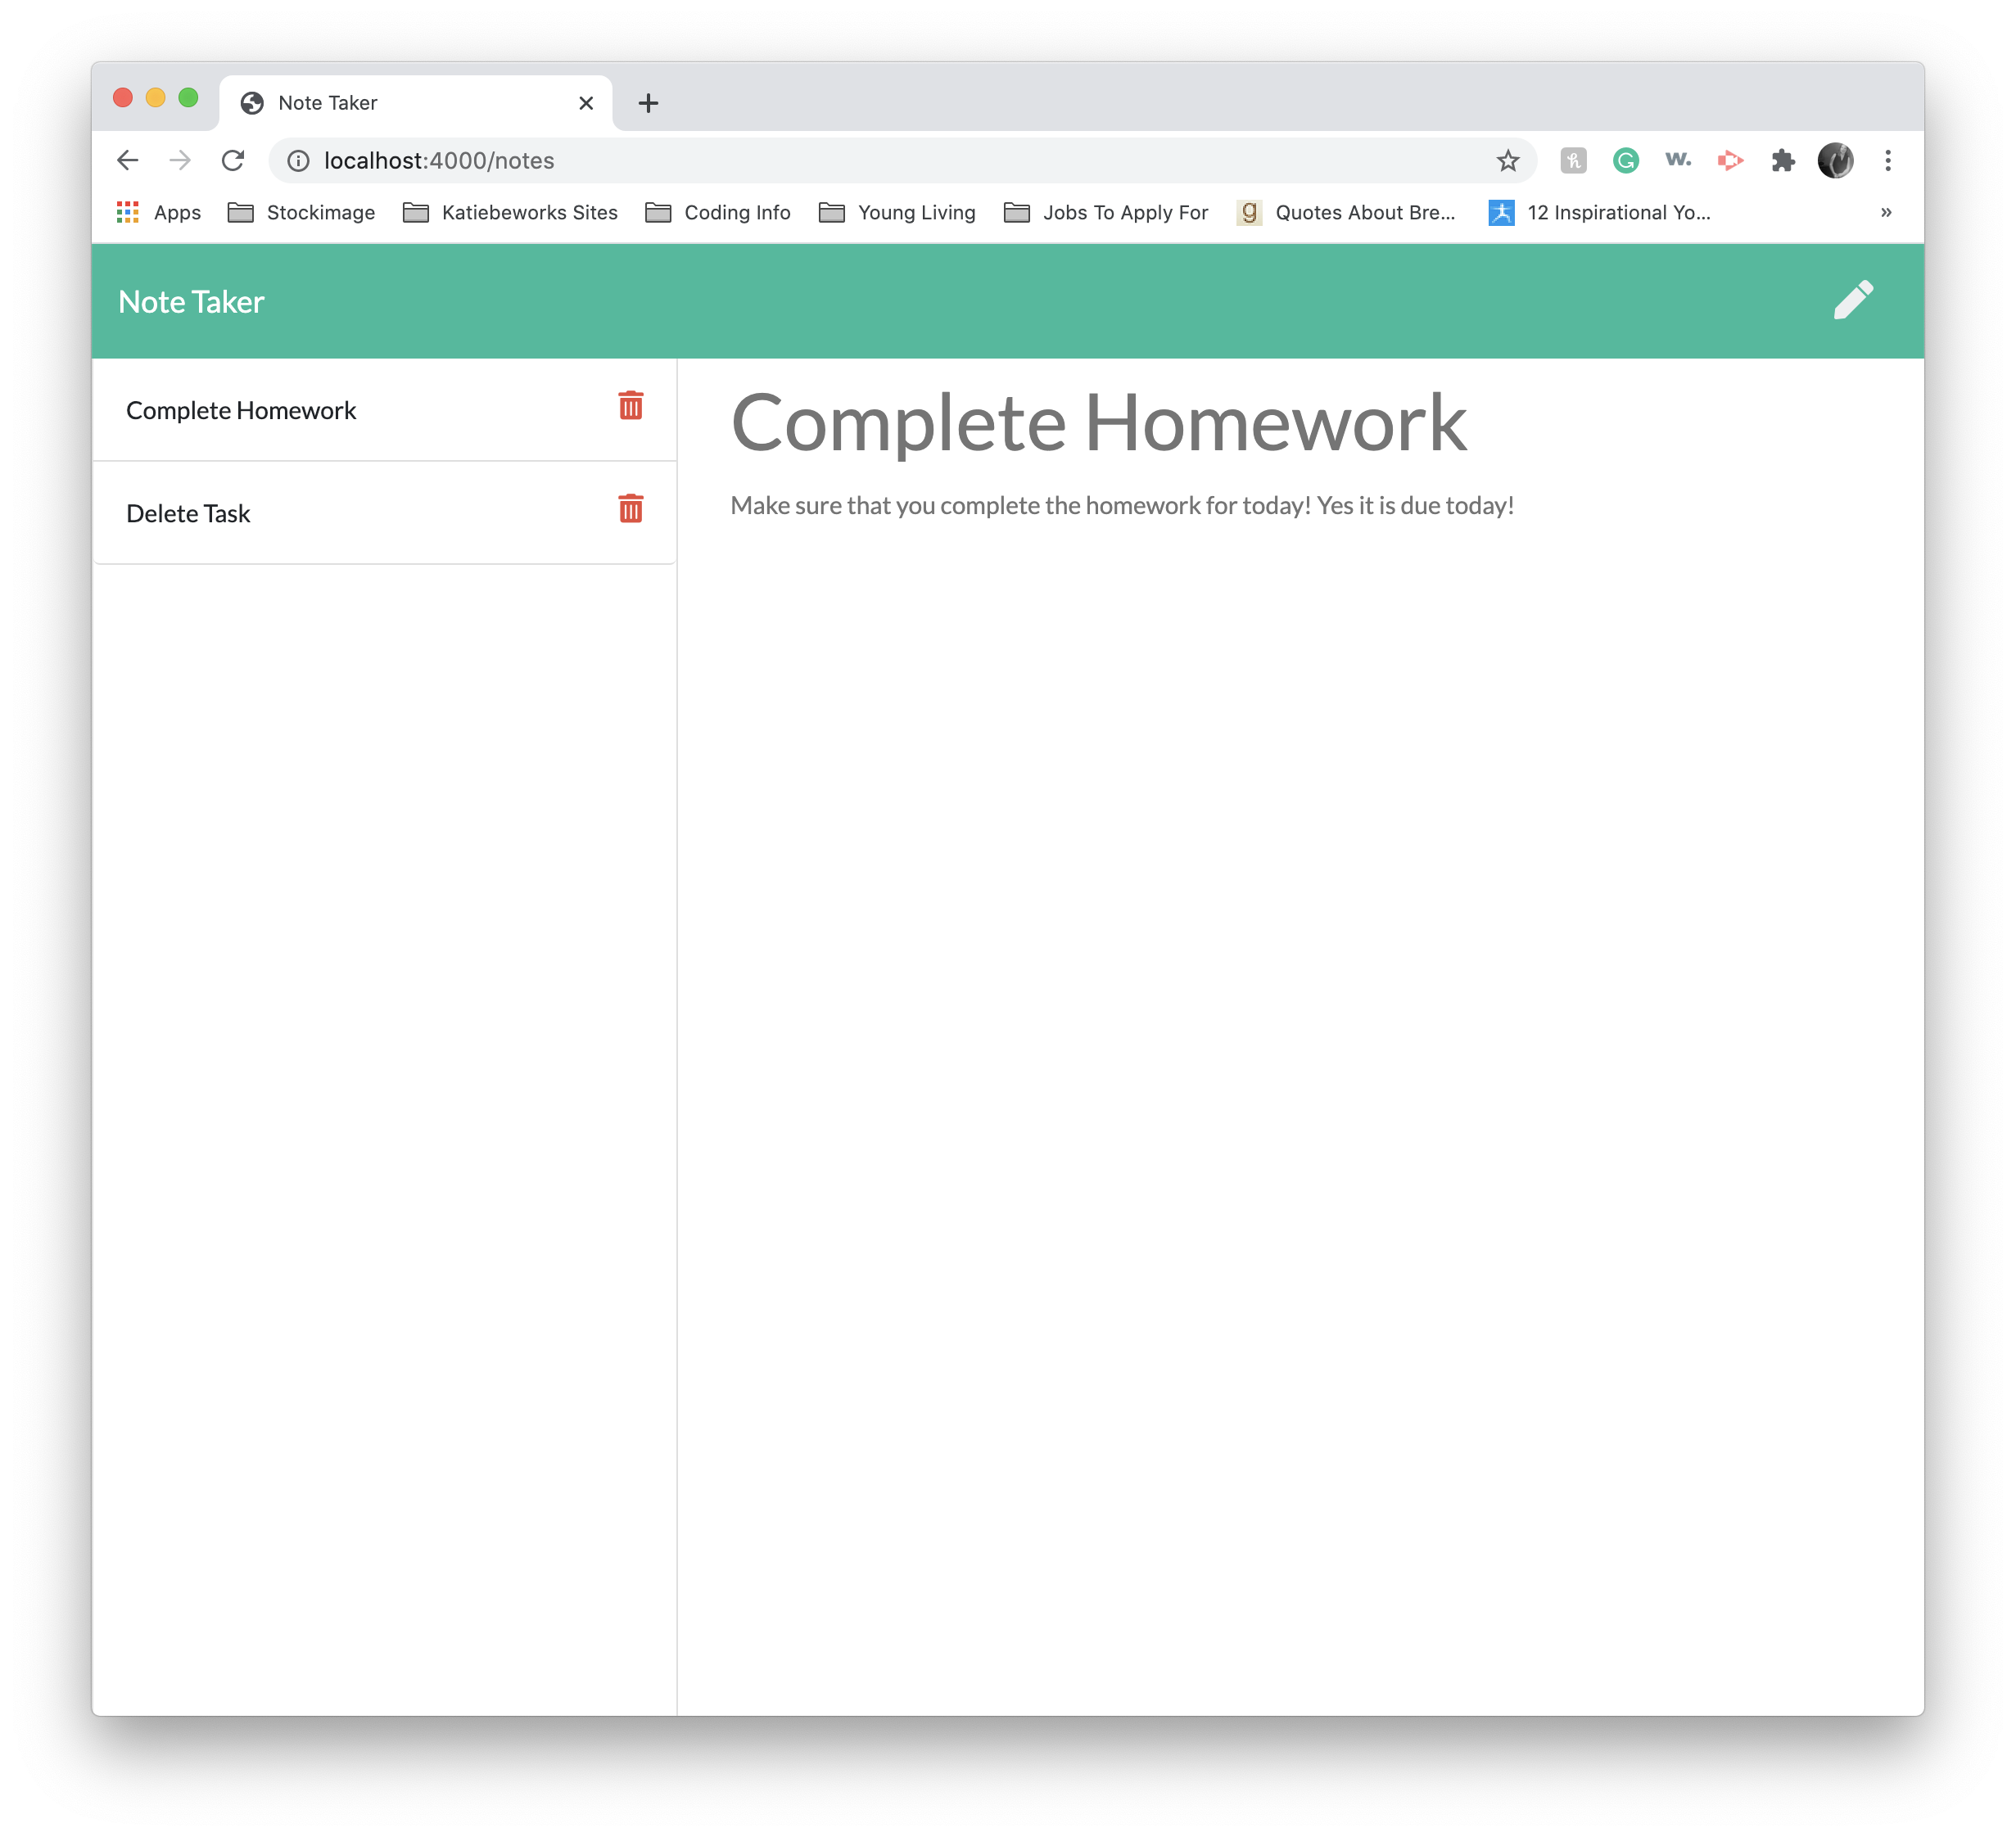 Note Taker
localhost:4000/notes
Apps Stockimage Katiebeworks Sites Coding Info Young Living Jobs To Apply For Quotes About Bre... 12 Inspirational Yo... »
Note Taker
Complete Homework
Delete Task
Complete Homework
Make sure that you complete the homework for today! Yes it is due today!